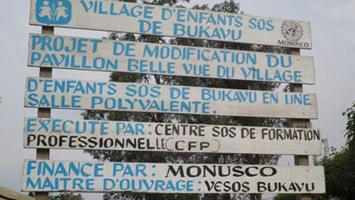 VILLAGE D'ENFANTS SOS
DE BUKAVU
MONUSCO
PROJET DE MODIFICATION DU
PAVILLON BELLE VUE DU VILLAGE
D'ENFANTS SOS DE BUKAVU EN UNE
SALLE POLYVALENTE.
EXECUTE PAR: CENTRE SOS DE FORMATION
PROFESSIONNELLE (CFP)
FINANCE PAR: MONUSCO
MAITRE D'OUVRAGE: VESOS BUKAVU